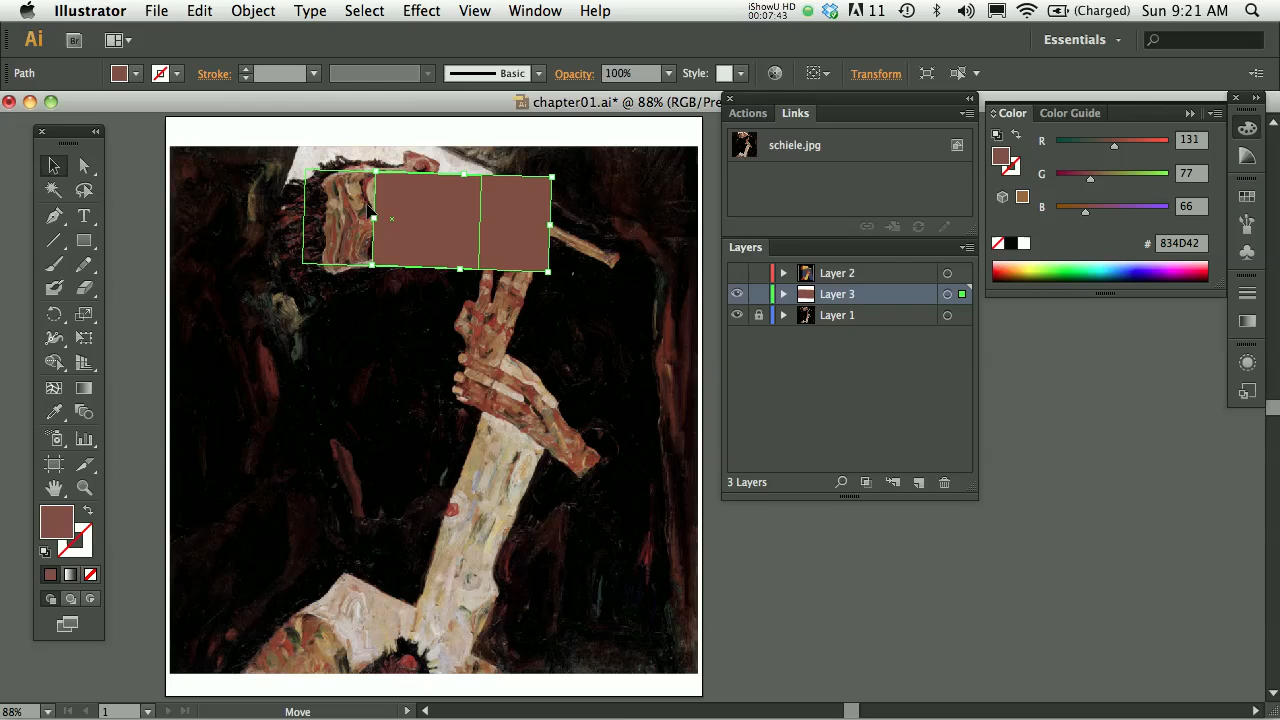 Illustrator File Edit Object Type Select Effect View Window Help
iShowU HD
00:07:43
11
(Charged) Sun 9:21 AM
Ai Br Essentials
Path Stroke: Basic Opacity: 100% Style: Transform
chapter01.ai* @ 88% (RGB/Pre
Actions Links
schiele.jpg
Layers
Layer 2
Layer 3
Layer 1
3 Layers
Color Color Guide
R 131
G 77
B 66
# 834D42
88% 1 Move